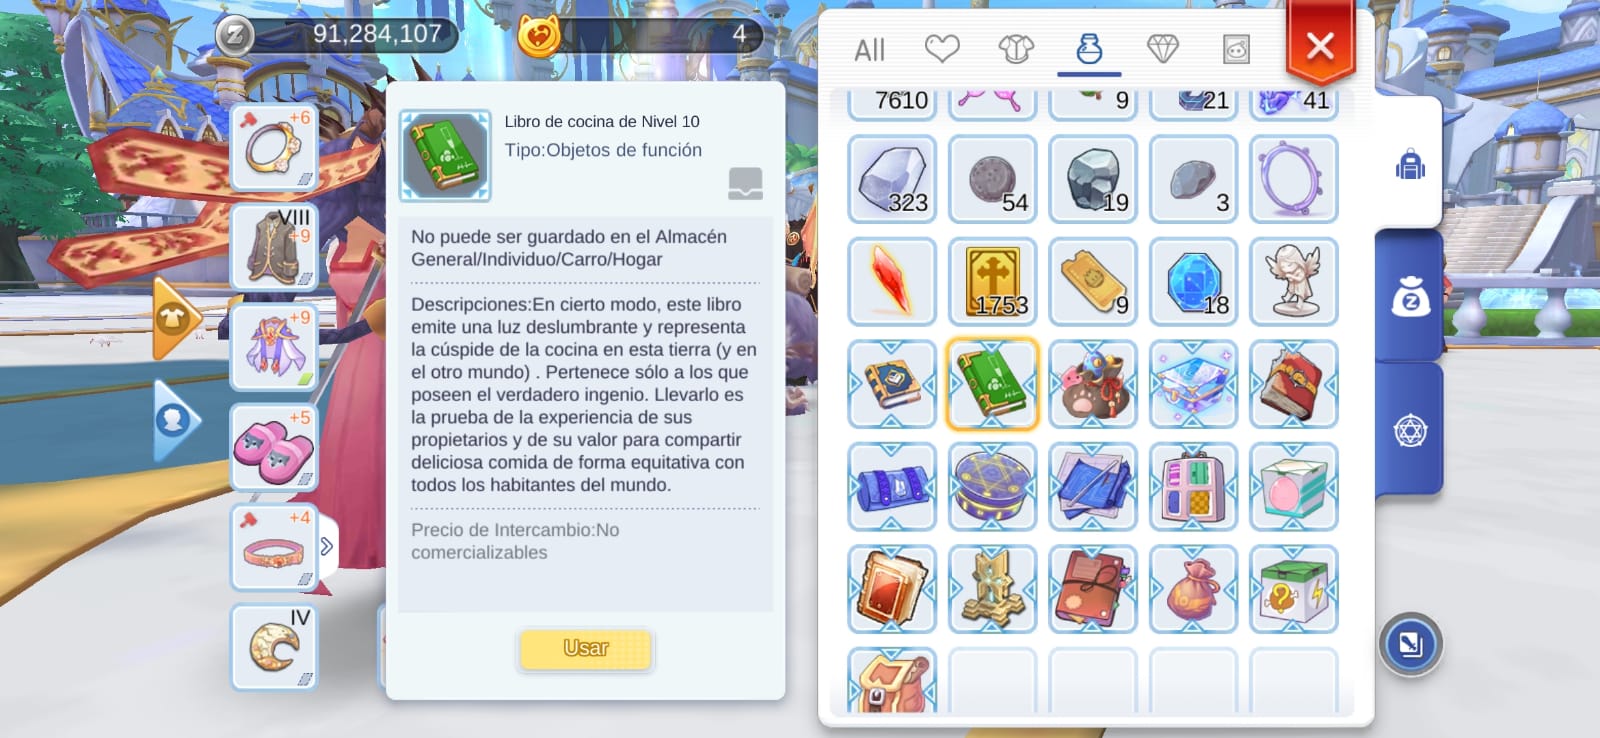 91,284,107
4
All
+6
VIII
+9
+9
+5
+4
IV
Libro de cocina de Nivel 10
Tipo:Objetos de función
No puede ser guardado en el Almacén
General/Individuo/Carro/Hogar
Descripciones:En cierto modo, este libro
emite una luz deslumbrante y representa
la cúspide de la cocina en esta tierra (y en
el otro mundo) . Pertenece sólo a los que
poseen el verdadero ingenio. Llevarlo es
la prueba de la experiencia de sus
propietarios y de su valor para compartir
deliciosa comida de forma equitativa con
todos los habitantes del mundo.
Precio de Intercambio:No
comercializables
Usar
7610
9
21
41
323
54
19
3
1753
9
18